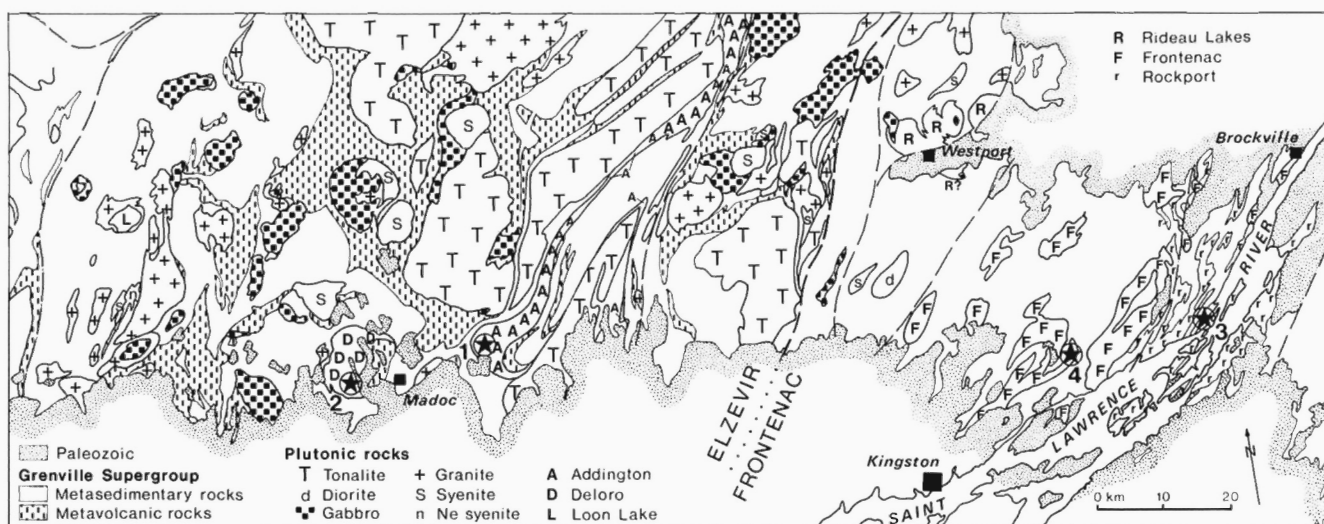 R Rideau Lakes
F Frontenac
r Rockport
Brockville
Westport
R?
RIVER
1
2
3
4
Madoc
ELZEVIR
FRONTENAC
LAWRENCE
Kingston
SAINT
N
Paleozoic
Grenville Supergroup
Metasedimentary rocks
Metavolcanic rocks
Plutonic rocks
T Tonalite
d Diorite
Gabbro
+ Granite
S Syenite
n Ne syenite
A Addington
D Deloro
L Loon Lake
0 km 10 20